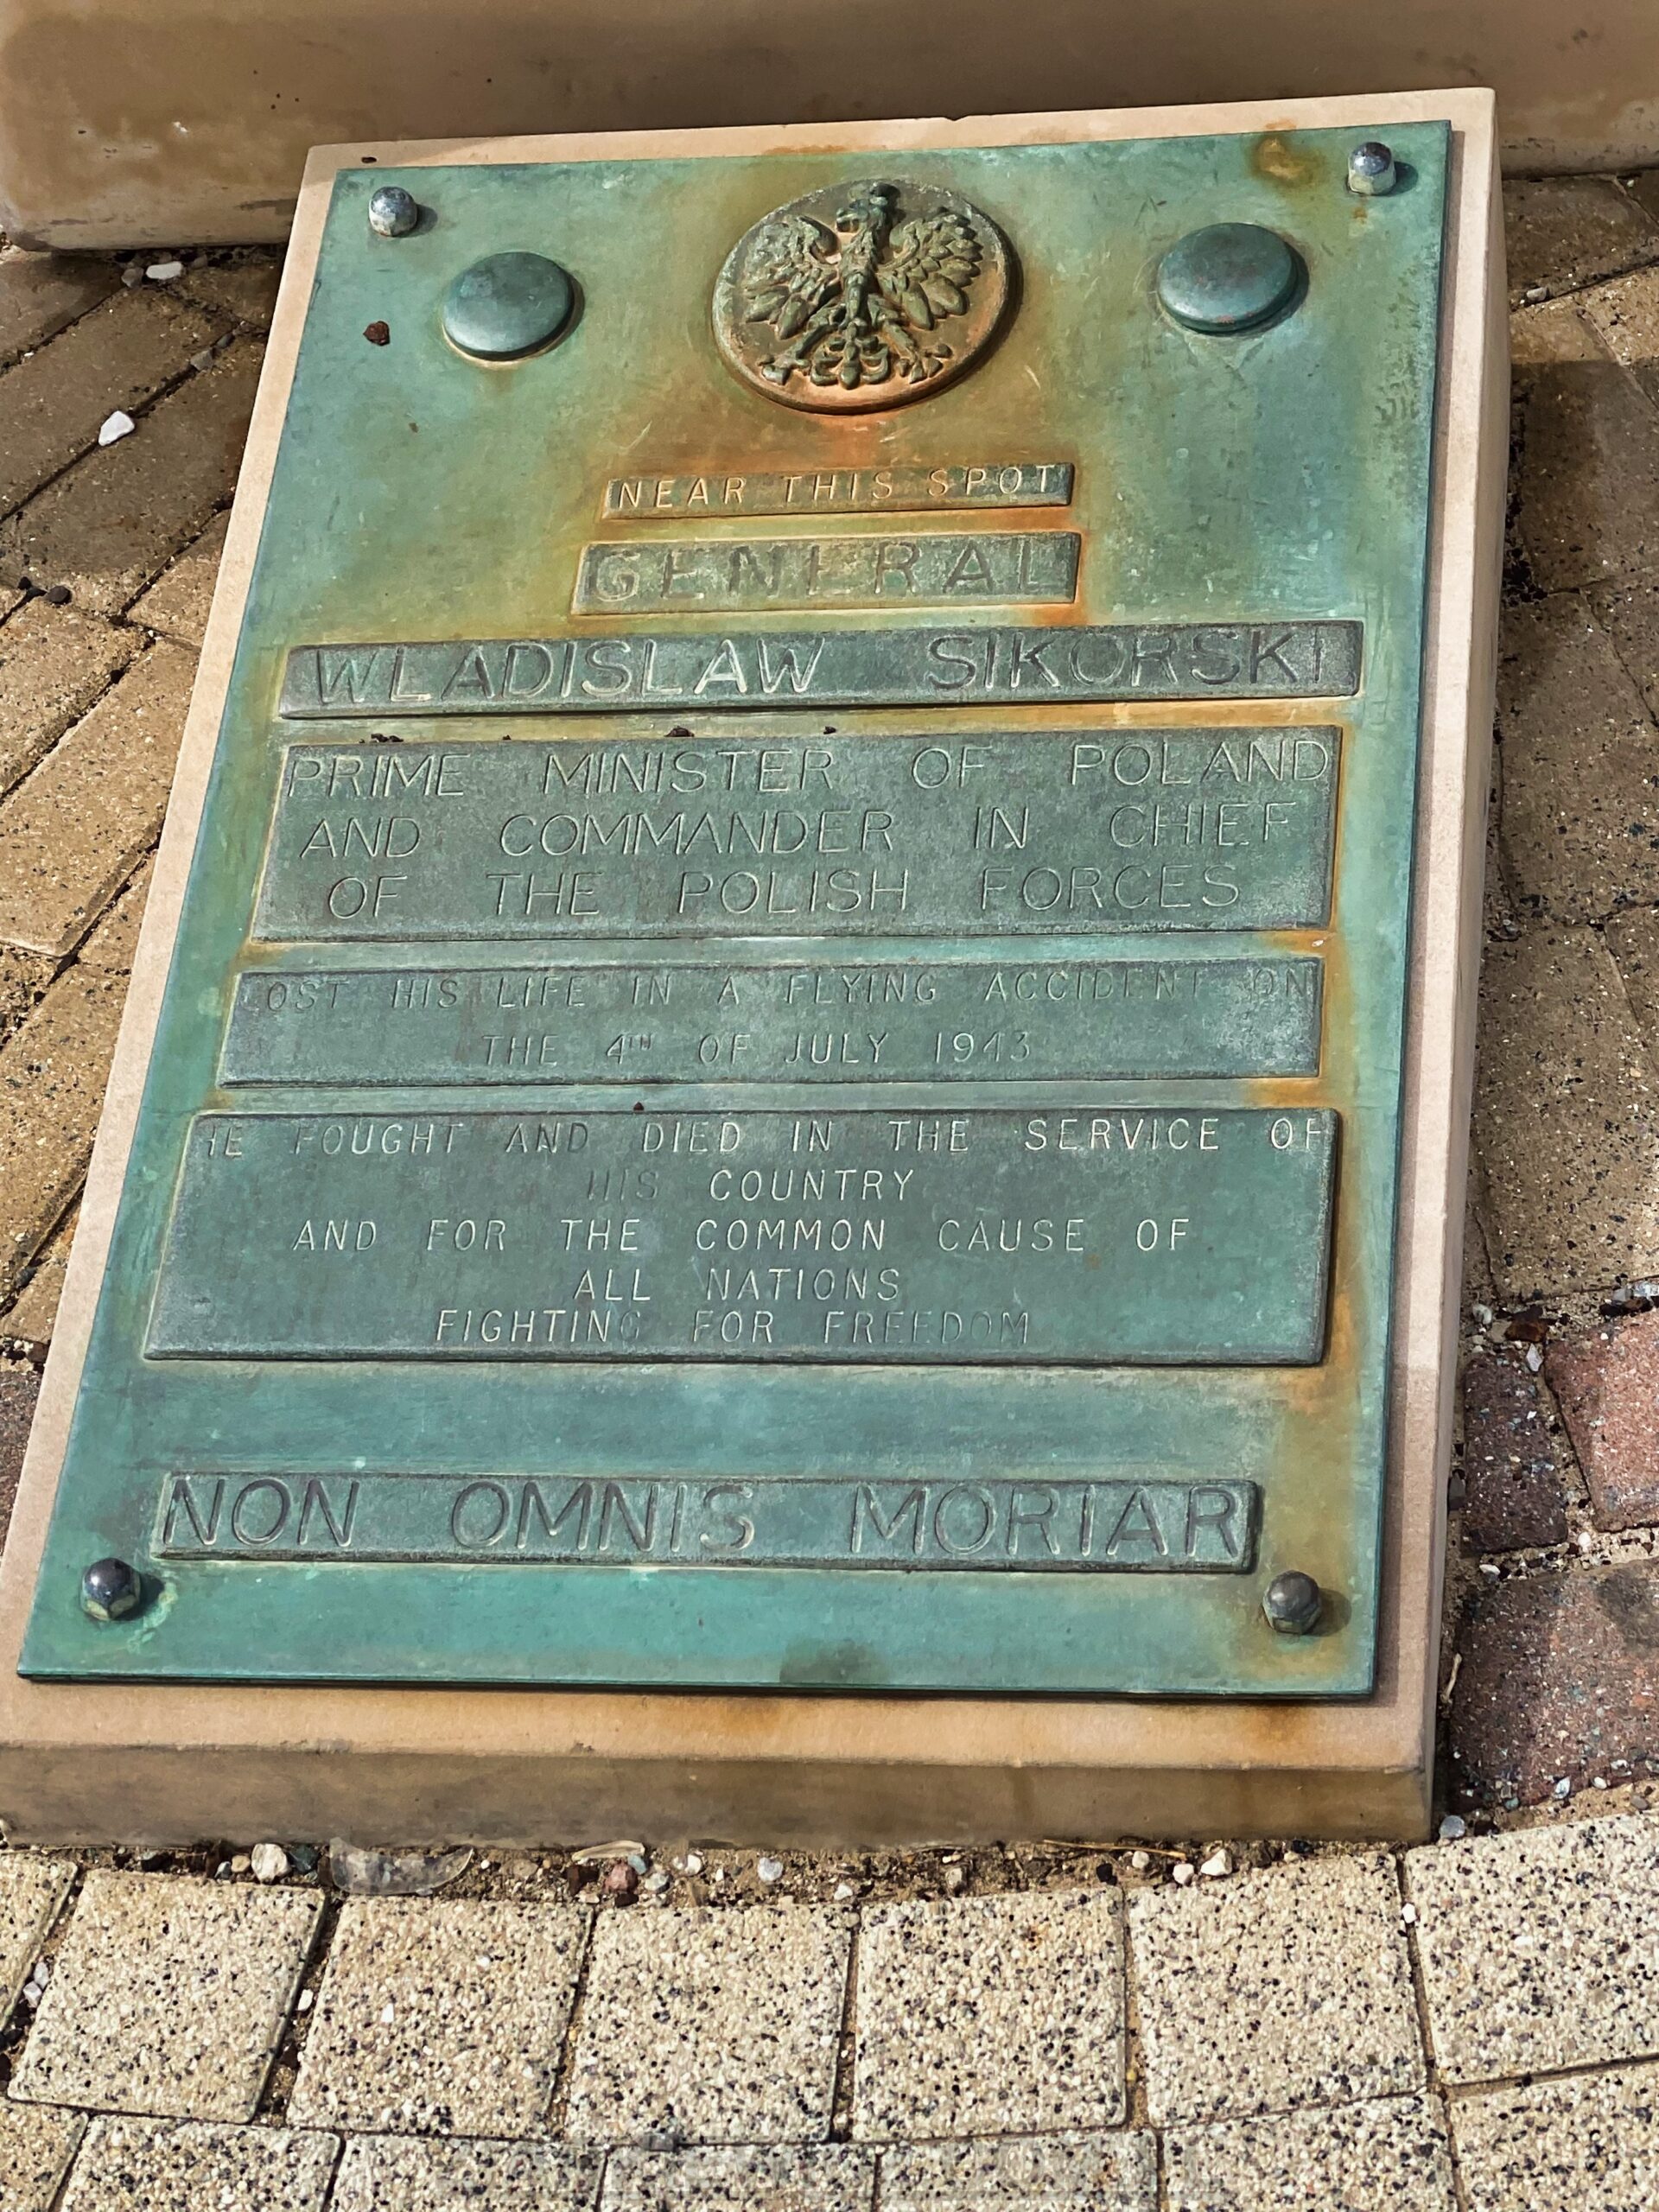 NEAR THIS SPOT
GENERAL
WLADISLAW SIKORSKI
PRIME MINISTER OF POLAND
AND COMMANDER IN CHIEF
OF THE POLISH FORCES
LOST HIS LIFE IN A FLYING ACCIDENT ON
THE 4TH OF JULY 1943
HE FOUGHT AND DIED IN THE SERVICE OF
HIS COUNTRY
AND FOR THE COMMON CAUSE OF
ALL NATIONS
FIGHTING FOR FREEDOM
NON OMNIS MORIAR